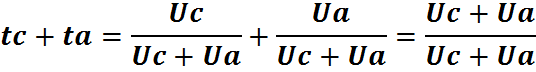 tc + ta = Uc / (Uc + Ua) + Ua / (Uc + Ua) = (Uc + Ua) / (Uc + Ua)